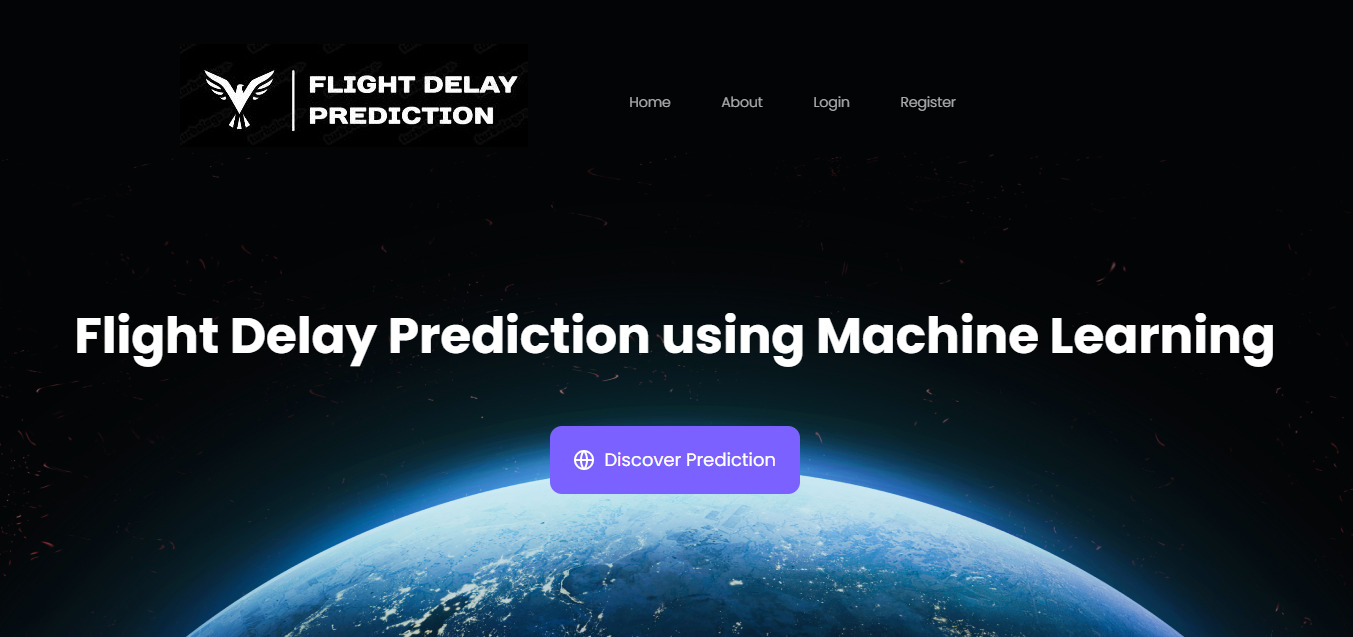 FLIGHT DELAY
PREDICTION
Home
About
Login
Register
Flight Delay Prediction using Machine Learning
Discover Prediction